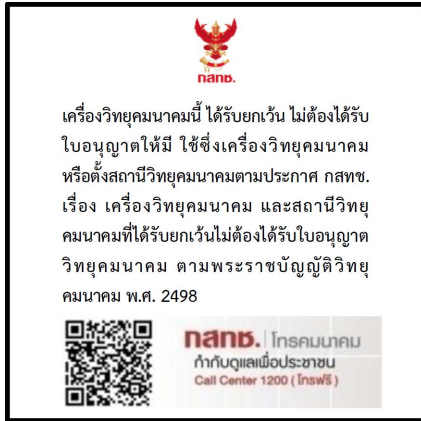 กสทช.
เครื่องวิทยุคมนาคมนี้ ได้รับยกเว้น ไม่ต้องได้รับ
ใบอนุญาตให้มี ใช้ซึ่งเครื่องวิทยุคมนาคม
หรือตั้งสถานีวิทยุคมนาคมตามประกาศ กสทช.
เรื่อง เครื่องวิทยุคมนาคม และสถานีวิทยุ
คมนาคมที่ได้รับยกเว้นไม่ต้องได้รับใบอนุญาต
วิทยุคมนาคม ตามพระราชบัญญัติวิทยุ
คมนาคม พ.ศ. 2498
กสทช. | โทรคมนาคม
กำกับดูแลเพื่อประชาชน
Call Center 1200 (โทรฟรี)